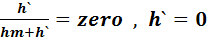 h` / (hm+h`) = zero , h` = 0